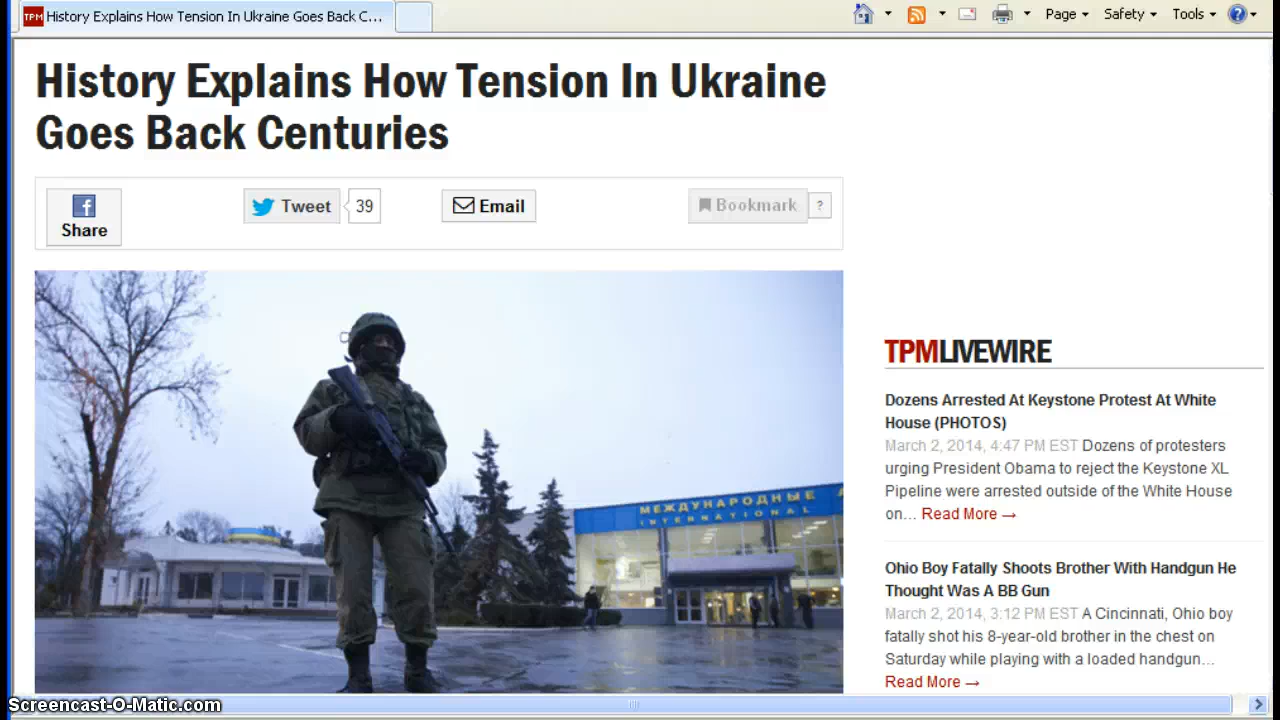 TPM History Explains How Tension In Ukraine Goes Back C...
Page Safety Tools
History Explains How Tension In Ukraine
Goes Back Centuries
Share
Tweet 39
Email
Bookmark ?
МЕЖДУНАРОДНЫЕ
INTERNATIONAL
TPMLIVEWIRE
Dozens Arrested At Keystone Protest At White
House (PHOTOS)
March 2, 2014, 4:47 PM EST Dozens of protesters
urging President Obama to reject the Keystone XL
Pipeline were arrested outside of the White House
on... Read More →
Ohio Boy Fatally Shoots Brother With Handgun He
Thought Was A BB Gun
March 2, 2014, 3:12 PM EST A Cincinnati, Ohio boy
fatally shot his 8-year-old brother in the chest on
Saturday while playing with a loaded handgun...
Read More →
Screencast-O-Matic.com